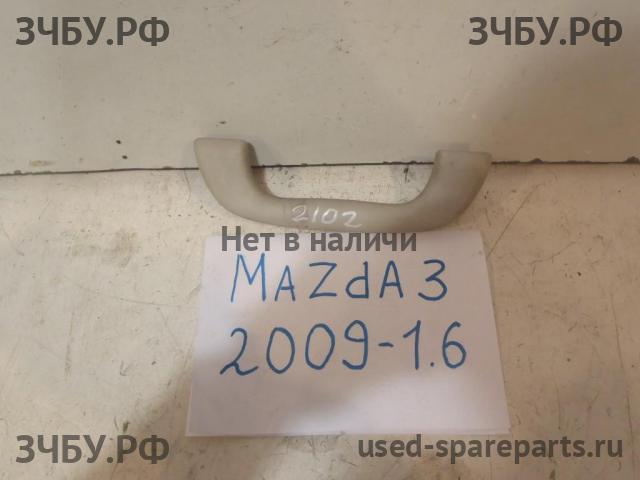 ЗЧБУ.РФ ЗЧБУ.РФ
2102
Нет в наличи
MAZdA 3
2009-1.6
ЗЧБУ.РФ used-spareparts.ru